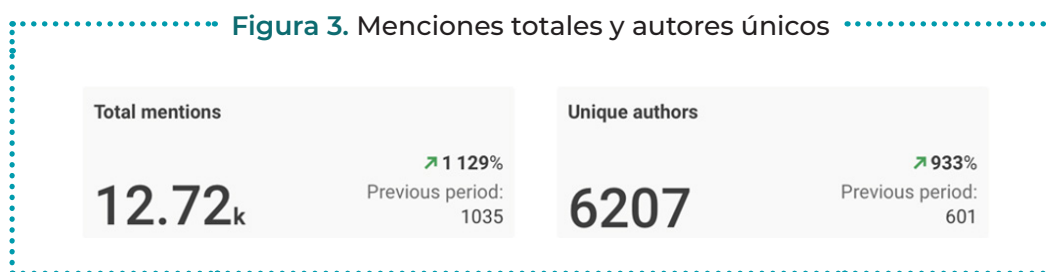 Figura 3. Menciones totales y autores únicos
Total mentions
12.72k
1 129%
Previous period:
1035
Unique authors
6207
933%
Previous period:
601